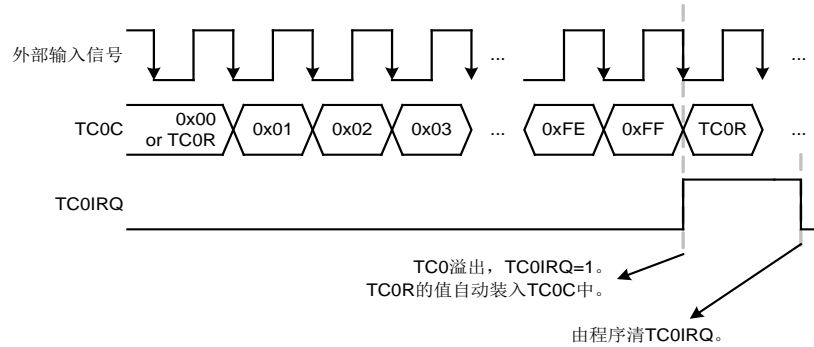 外部输入信号
...
...
TC0C
0x00
or TC0R
0x01
0x02
0x03
...
0xFE
0xFF
TC0R
...
TC0IRQ
TC0溢出，TC0IRQ=1。
TC0R的值自动装入TC0C中。
由程序清TC0IRQ。